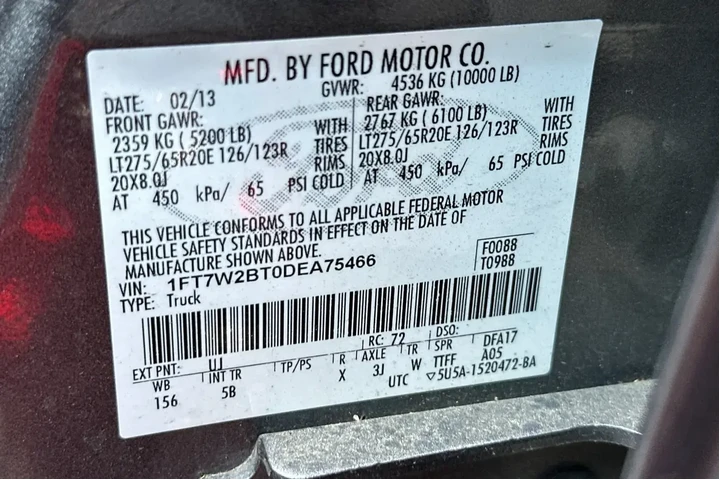 MFD. BY FORD MOTOR CO.
DATE: 02/13 GVWR: 4536 KG (10000 LB)
FRONT GAWR: REAR GAWR:
2359 KG (5200 LB) WITH 2767 KG (6100 LB) WITH
LT275/65R20E 126/123R TIRES LT275/65R20E 126/123R TIRES
20X8.0J RIMS 20X8.0J RIMS
AT 450 kPa/ 65 PSI COLD AT 450 kPa/ 65 PSI COLD
THIS VEHICLE CONFORMS TO ALL APPLICABLE FEDERAL MOTOR
VEHICLE SAFETY STANDARDS IN EFFECT ON THE DATE OF
MANUFACTURE SHOWN ABOVE.
VIN: 1FT7W2BT0DEA75466 F0088
TYPE: Truck T0988
EXT PNT: UJ RC: 72 DSO:
WB INT TR TP/PS R AXLE TR SPR DFA17
156 5B X 3J W TTFF A05
UTC ▽5U5A-1520472-BA